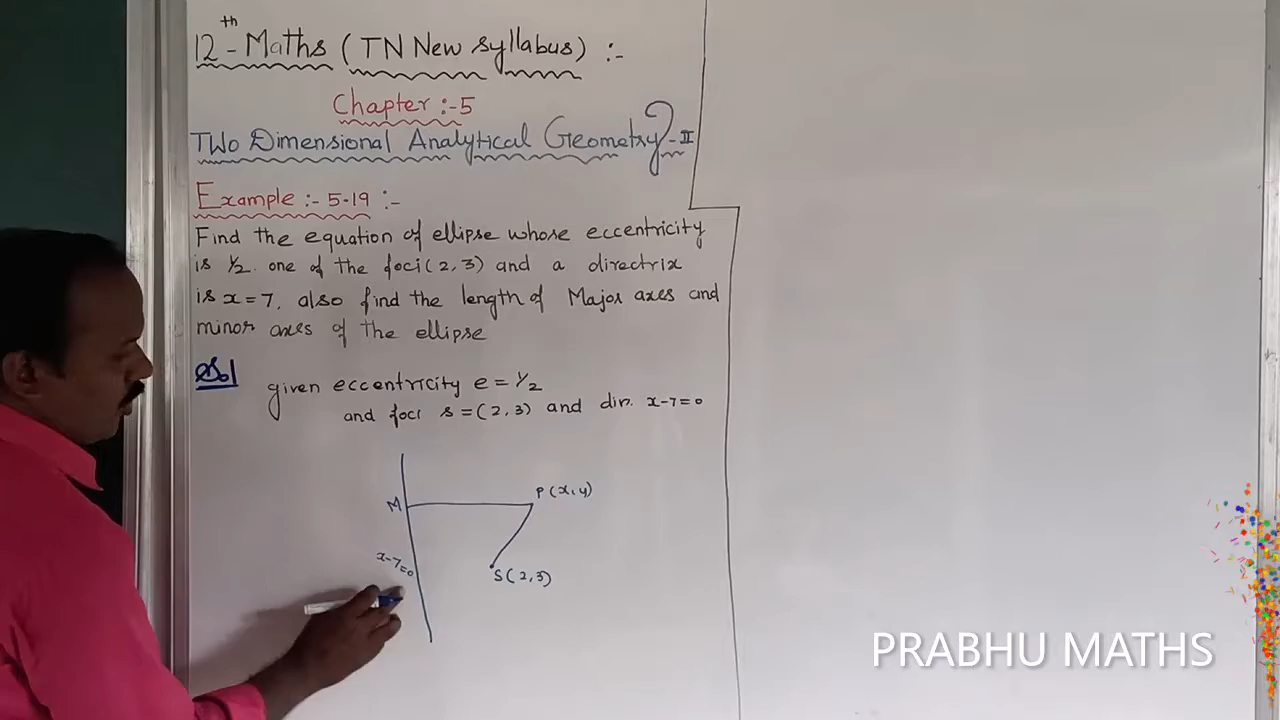 12th - Maths ( TN New Syllabus ) :-
Chapter :- 5
TWO Dimensional Analytical Geometry - II
Example :- 5.19 :-
Find the equation of ellipse whose eccentricity
is 1/2. one of the foci (2, 3) and a directrix
is x = 7. also find the length of Major axes and
minor axes of the ellipse
Sol
given eccentricity e = 1/2
and foci s = (2, 3) and dir. x-7=0
P (x, y)
M
x-7=0
S (2, 3)
PRABHU MATHS